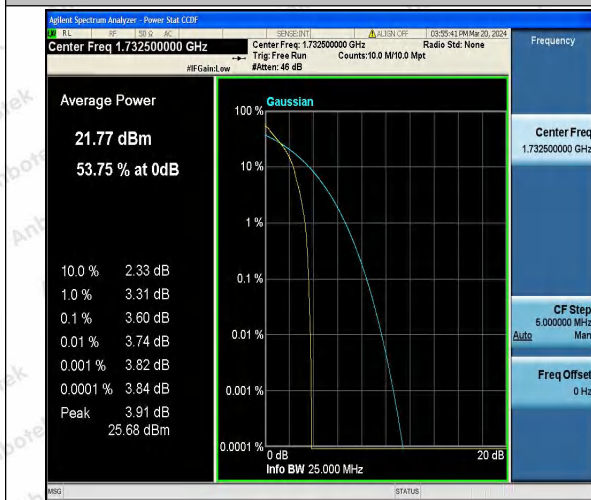 Agilent Spectrum Analyzer - Power Stat CCDF
RL RF 50 Ω AC SENSE:INT ALIGN OFF 03:55:41 PM Mar 20, 2024
Center Freq 1.732500000 GHz
Center Freq: 1.732500000 GHz Radio Std: None
Trig: Free Run Counts:10.0 M/10.0 Mpt
#IFGain:Low #Atten: 46 dB
Frequency
Average Power
21.77 dBm
53.75 % at 0dB
10.0 % 2.33 dB
1.0 % 3.31 dB
0.1 % 3.60 dB
0.01 % 3.74 dB
0.001 % 3.82 dB
0.0001 % 3.84 dB
Peak 3.91 dB
25.68 dBm
Gaussian
100 %
10 %
1 %
0.1 %
0.01 %
0.001 %
0.0001 %
0 dB 20 dB
Info BW 25.000 MHz
Center Freq
1.732500000 GHz
CF Step
5.000000 MHz
Auto Man
Freq Offset
0 Hz
MSG STATUS